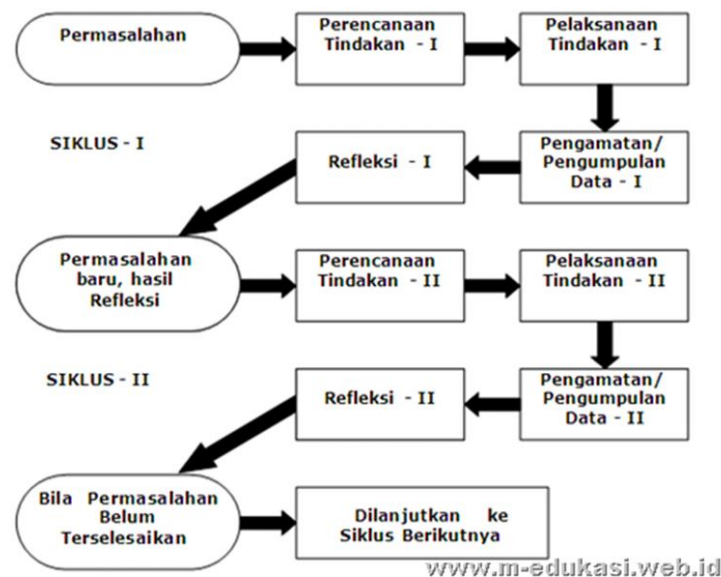 Permasalahan
Perencanaan
Tindakan - I
Pelaksanaan
Tindakan - I
SIKLUS - I
Refleksi - I
Pengamatan/
Pengumpulan
Data - I
Permasalahan
baru, hasil
Refleksi
Perencanaan
Tindakan - II
Pelaksanaan
Tindakan - II
SIKLUS - II
Refleksi - II
Pengamatan/
Pengumpulan
Data - II
Bila Permasalahan
Belum
Terselesaikan
Dilanjutkan ke
Siklus Berikutnya
www.m-edukasi.web.id